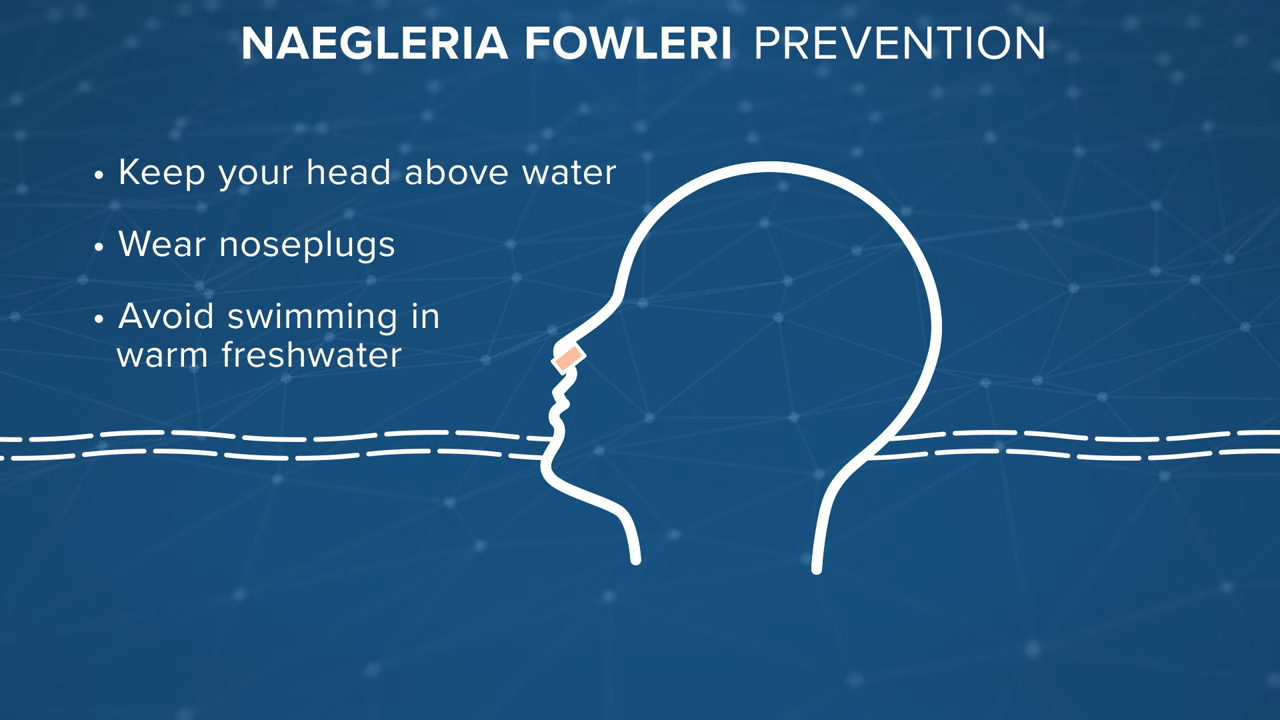 NAEGLERIA FOWLERI PREVENTION
• Keep your head above water
• Wear noseplugs
• Avoid swimming in
warm freshwater